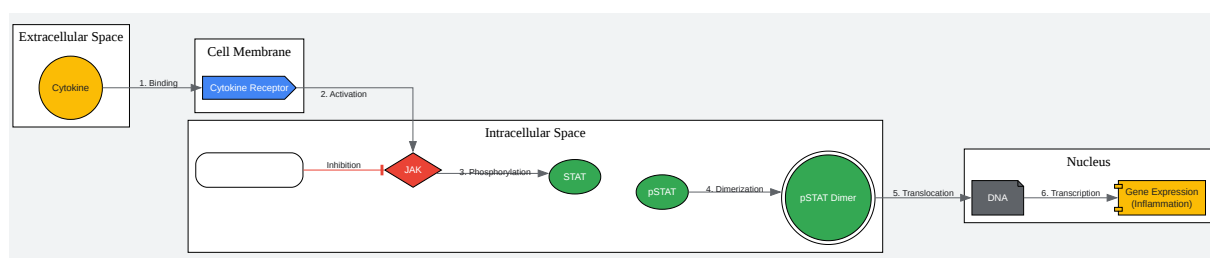 Extracellular Space
Cytokine
1. Binding
Cell Membrane
Cytokine Receptor
2. Activation
Intracellular Space
Inhibition
JAK
3. Phosphorylation
STAT
pSTAT
4. Dimerization
pSTAT Dimer
5. Translocation
Nucleus
DNA
6. Transcription
Gene Expression
(Inflammation)